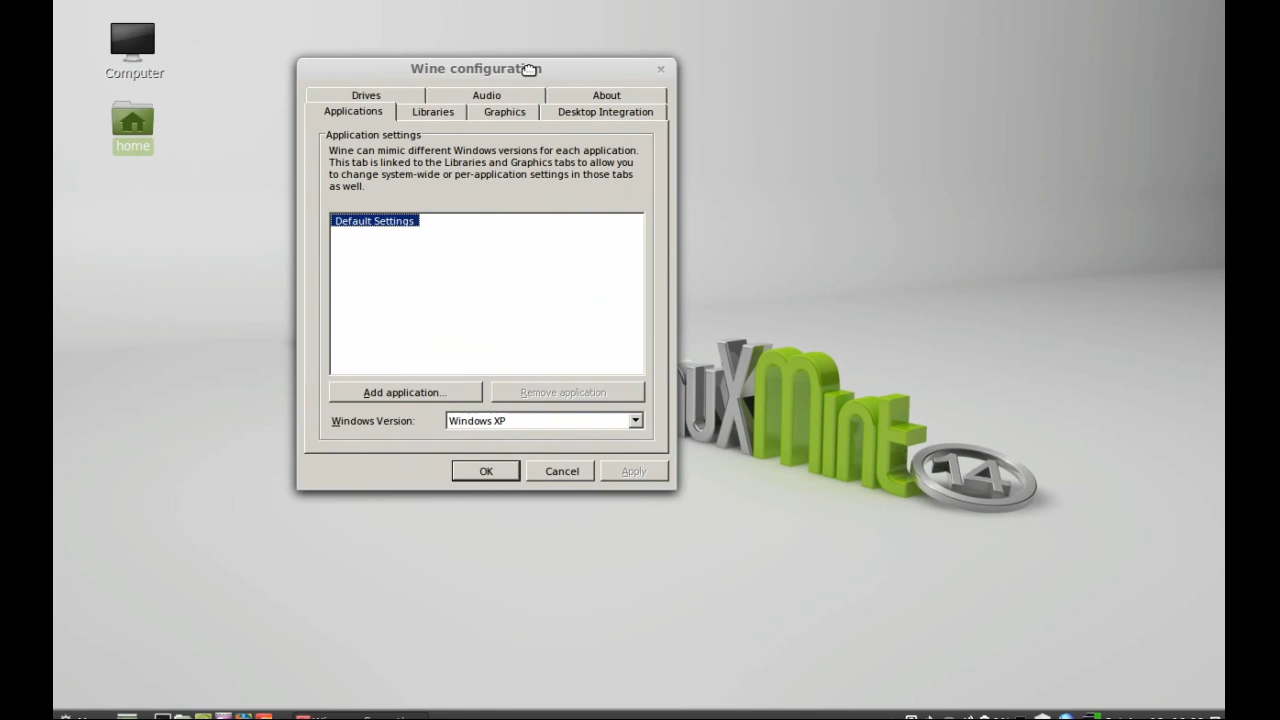 Computer
home
Wine configuration
Drives
Audio
About
Applications
Libraries
Graphics
Desktop Integration
Application settings
Wine can mimic different Windows versions for each application.
This tab is linked to the Libraries and Graphics tabs to allow you
to change system-wide or per-application settings in those tabs
as well.
Default Settings
Add application...
Remove application
Windows Version:
Windows XP
OK
Cancel
Apply
uX Mint 14